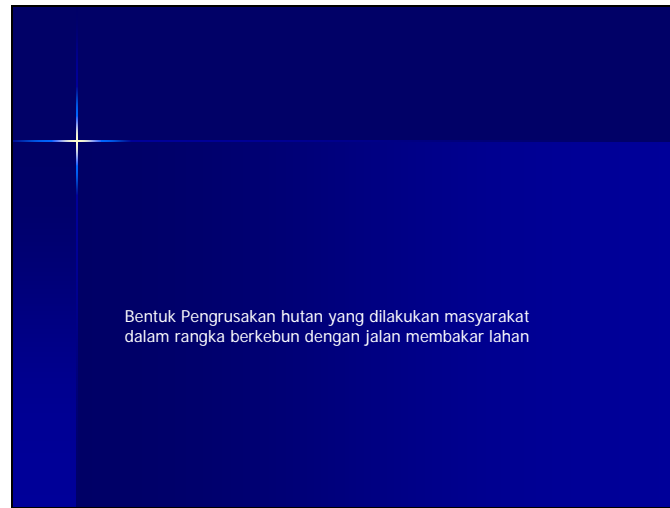 Bentuk Pengrusakan hutan yang dilakukan masyarakat
dalam rangka berkebun dengan jalan membakar lahan